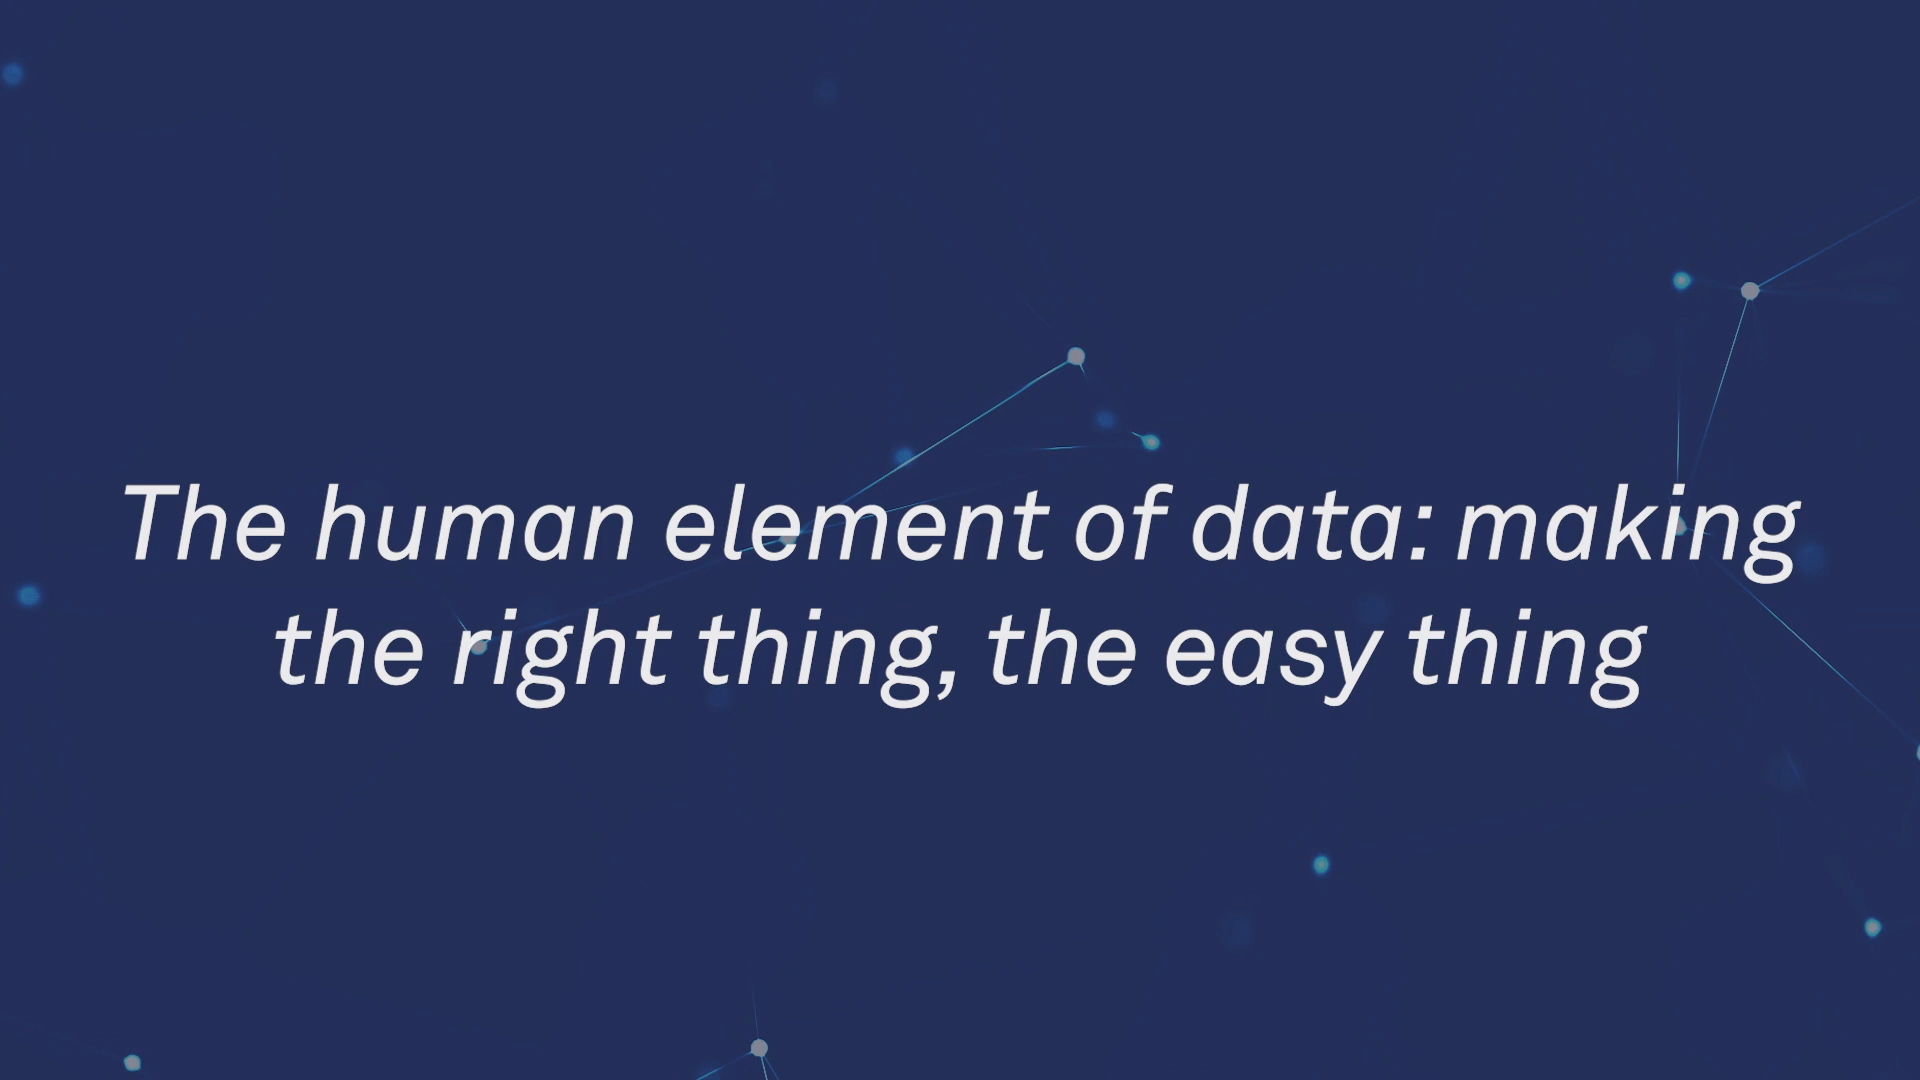 The human element of data: making
the right thing, the easy thing